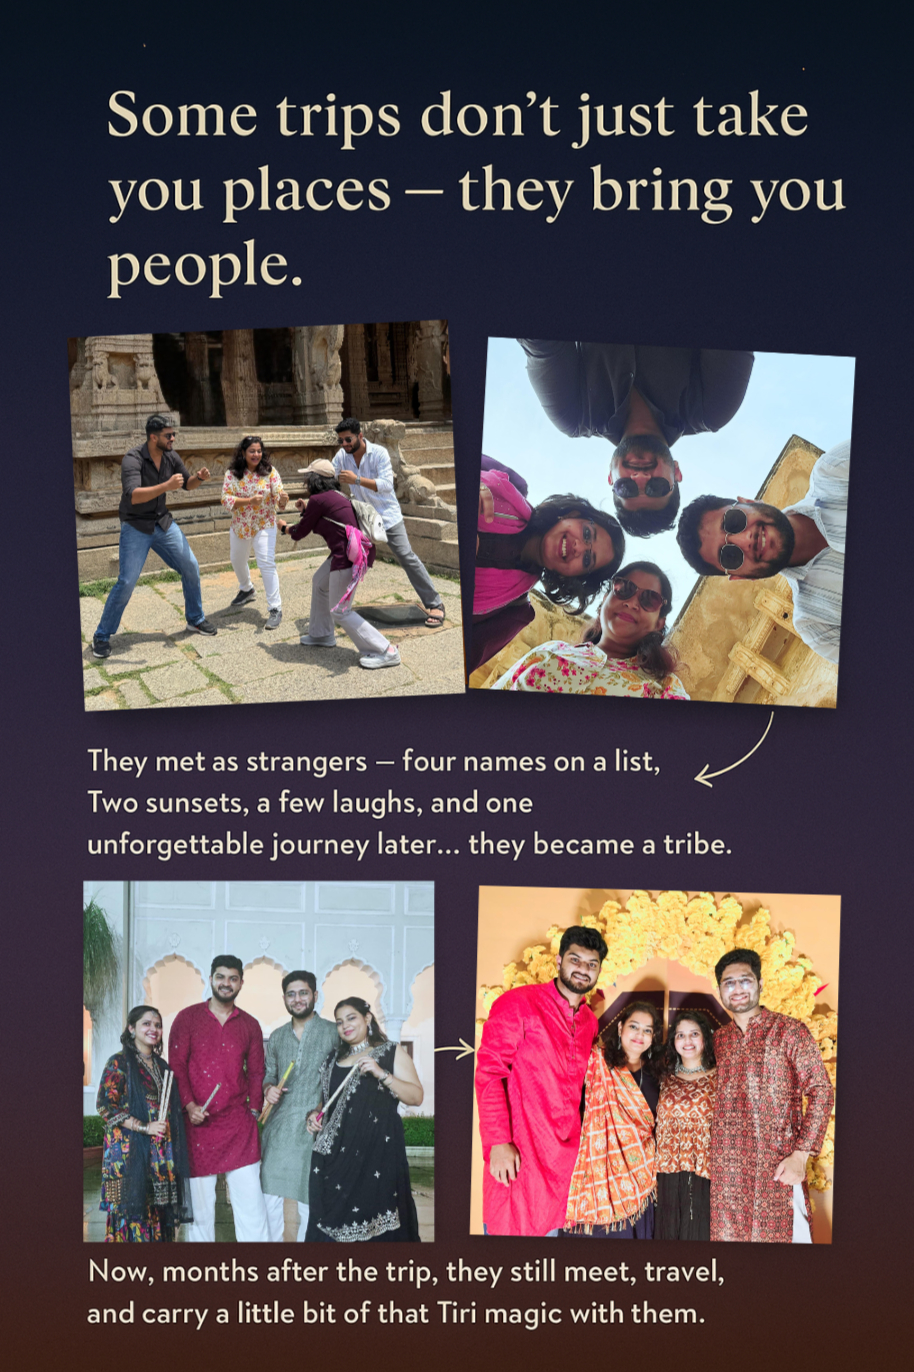 Some trips don’t just take
you places — they bring you
people.
They met as strangers — four names on a list,
Two sunsets, a few laughs, and one
unforgettable journey later... they became a tribe.
Now, months after the trip, they still meet, travel,
and carry a little bit of that Tiri magic with them.